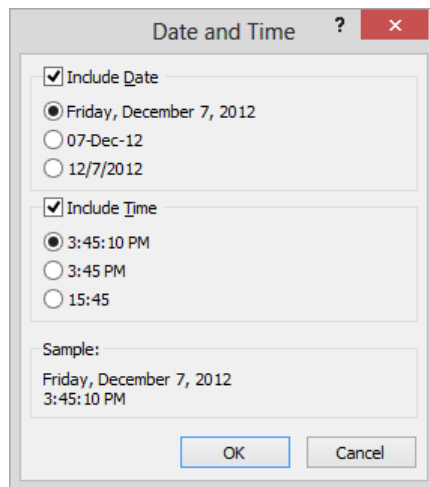 Date and Time ?
Include Date
Friday, December 7, 2012
07-Dec-12
12/7/2012
Include Time
3:45:10 PM
3:45 PM
15:45
Sample:
Friday, December 7, 2012
3:45:10 PM
OK Cancel